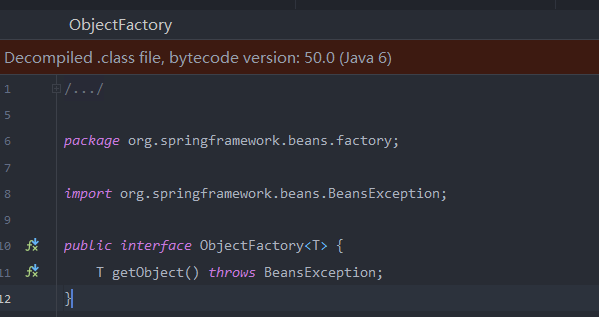 ObjectFactory
Decompiled .class file, bytecode version: 50.0 (Java 6)
1 /.../
5
6 package org.springframework.beans.factory;
7
8 import org.springframework.beans.BeansException;
9
10 public interface ObjectFactory<T> {
11 T getObject() throws BeansException;
12 }